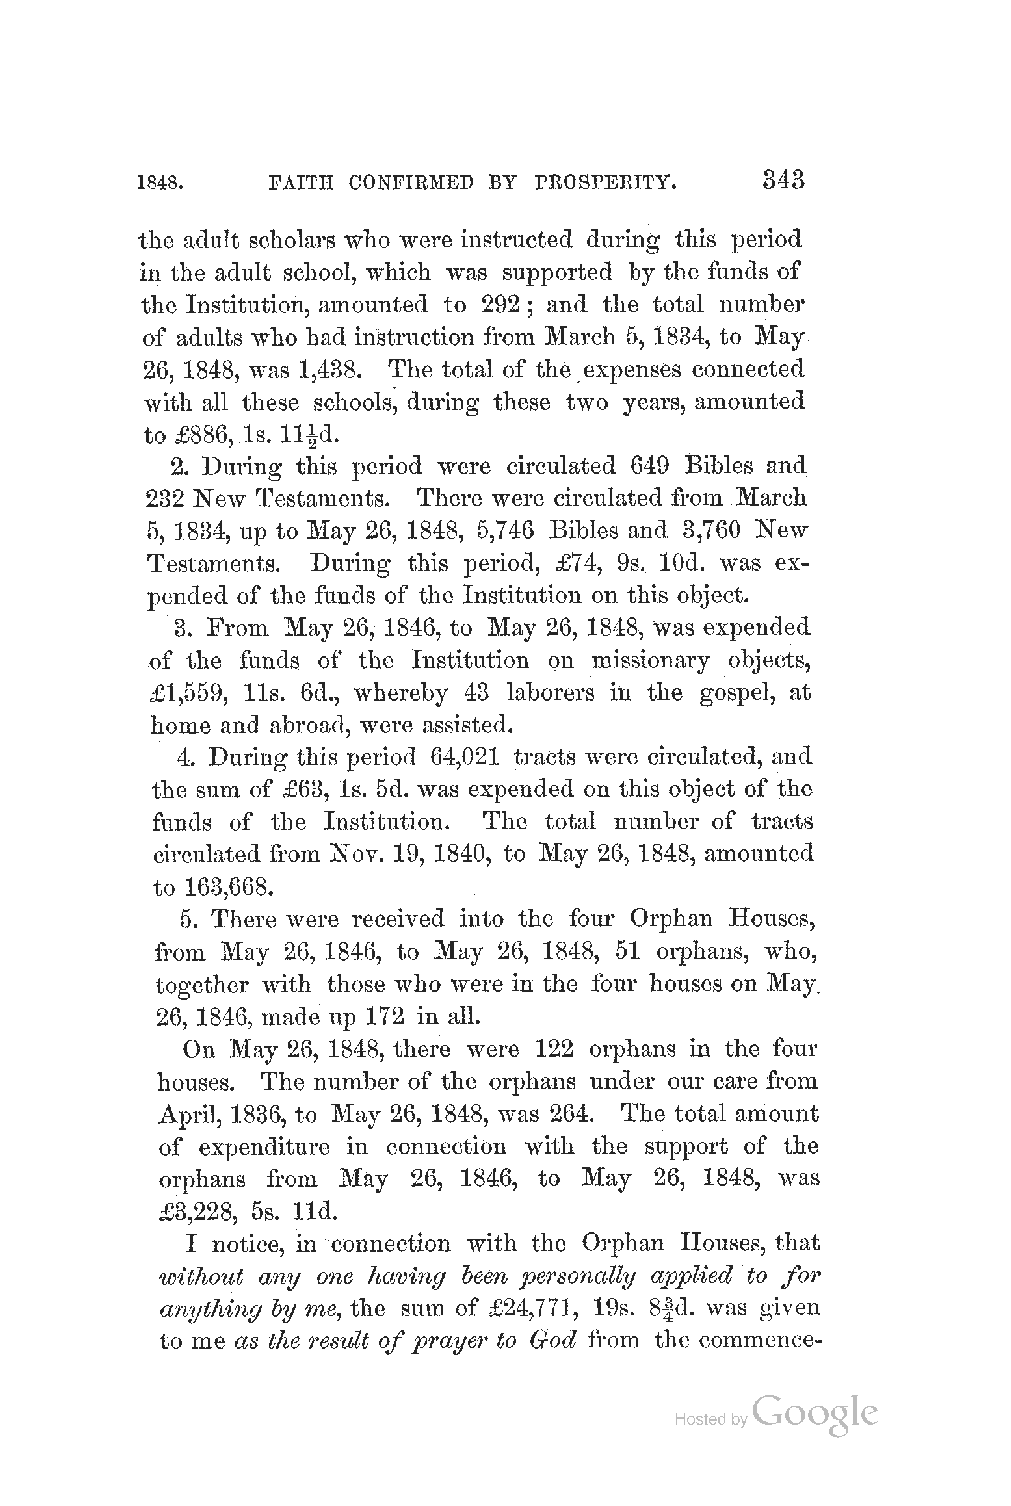 1848. FAITH CONFIRMED BY PROSPERITY. 343
the adult scholars who were instructed during this period
in the adult school, which was supported by the funds of
the Institution, amounted to 292; and the total number
of adults who had instruction from March 5, 1834, to May
26, 1848, was 1,438. The total of the expenses connected
with all these schools, during these two years, amounted
to £886, 1s. 11½d.
2. During this period were circulated 649 Bibles and
232 New Testaments. There were circulated from March
5, 1834, up to May 26, 1848, 5,746 Bibles and 3,760 New
Testaments. During this period, £74, 9s. 10d. was ex-
pended of the funds of the Institution on this object.
3. From May 26, 1846, to May 26, 1848, was expended
of the funds of the Institution on missionary objects,
£1,559, 11s. 6d., whereby 43 laborers in the gospel, at
home and abroad, were assisted.
4. During this period 64,021 tracts were circulated, and
the sum of £63, 1s. 5d. was expended on this object of the
funds of the Institution. The total number of tracts
circulated from Nov. 19, 1840, to May 26, 1848, amounted
to 163,668.
5. There were received into the four Orphan Houses,
from May 26, 1846, to May 26, 1848, 51 orphans, who,
together with those who were in the four houses on May
26, 1846, made up 172 in all.
On May 26, 1848, there were 122 orphans in the four
houses. The number of the orphans under our care from
April, 1836, to May 26, 1848, was 264. The total amount
of expenditure in connection with the support of the
orphans from May 26, 1846, to May 26, 1848, was
£3,228, 5s. 11d.
I notice, in connection with the Orphan Houses, that
without any one having been personally applied to for
anything by me, the sum of £24,771, 19s. 8¾d. was given
to me as the result of prayer to God from the commence-
Hosted by Google